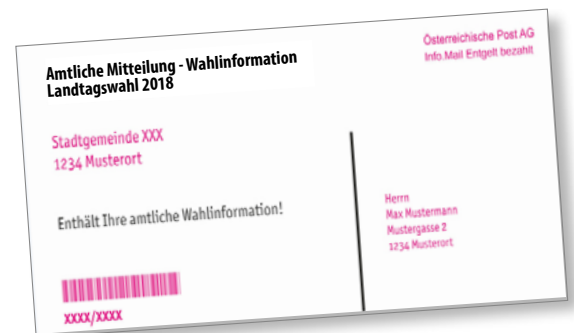 Amtliche Mitteilung - Wahlinformation
Landtagswahl 2018
Österreichische Post AG
Info.Mail Entgelt bezahlt
Stadtgemeinde XXX
1234 Musterort
Enthält Ihre amtliche Wahlinformation!
Herrn
Max Mustermann
Mustergasse 2
1234 Musterort
XXXX/XXXX